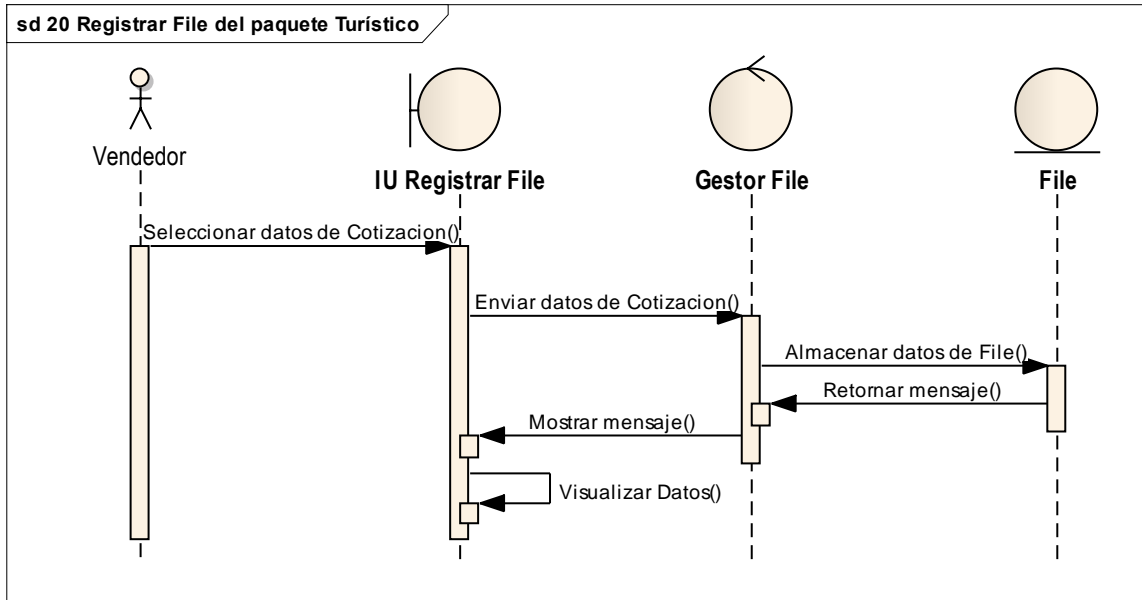 sd 20 Registrar File del paquete Turístico
Vendedor
IU Registrar File
Gestor File
File
Seleccionar datos de Cotizacion()
Enviar datos de Cotizacion()
Almacenar datos de File()
Retornar mensaje()
Mostrar mensaje()
Visualizar Datos()